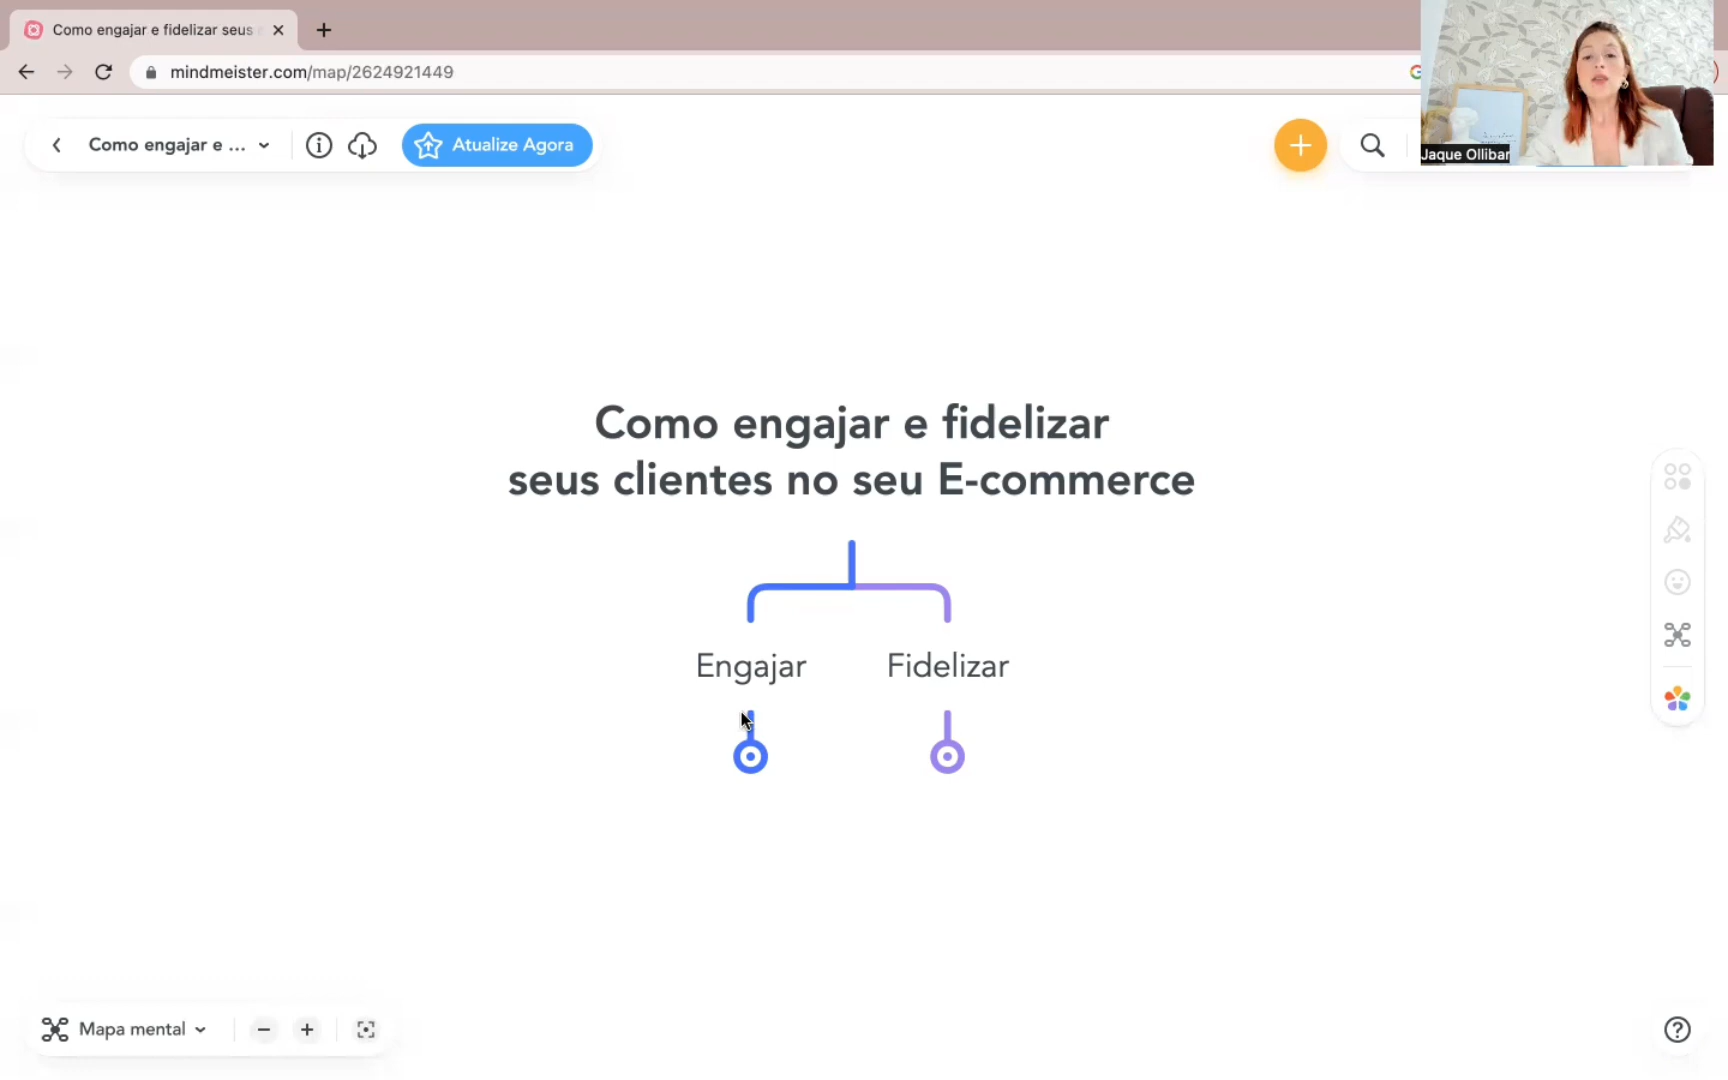 Como engajar e fidelizar seus
mindmeister.com/map/2624921449
Como engajar e ...
Atualize Agora
Jaque Ollibar
Como engajar e fidelizar
seus clientes no seu E-commerce
Engajar
Fidelizar
Mapa mental